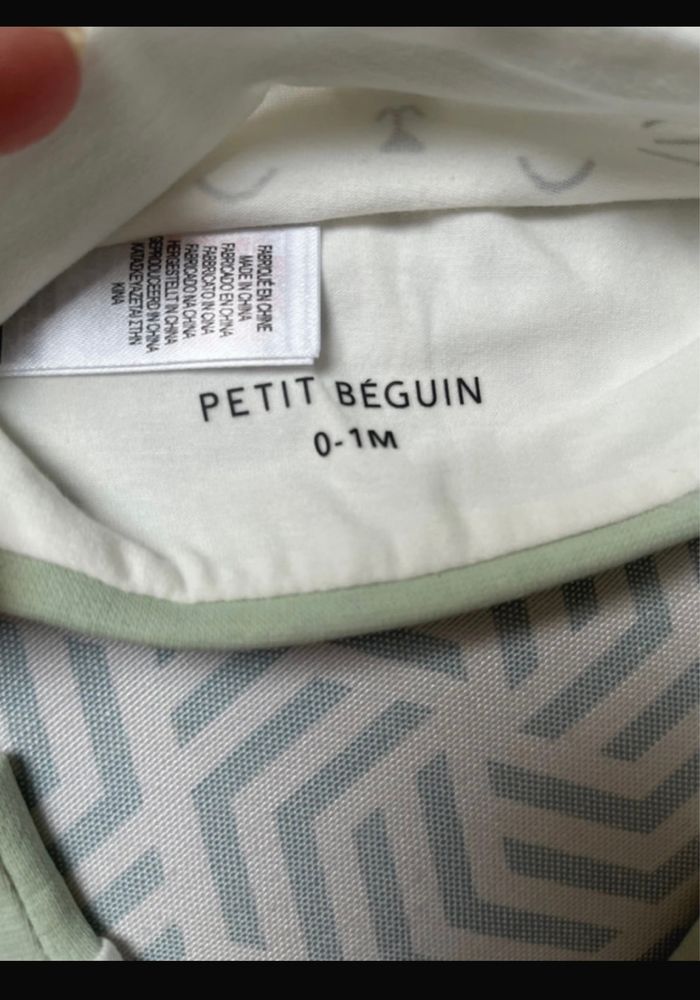 FABRIQUÉ EN CHINE
MADE IN CHINA
FABRICADO EN CHINA
FABBRICATO IN CINA
FABRICADO NA CHINA
HERGESTELLT IN CHINA
GEPRODUCEERD IN CHINA
KINA
PETIT BÉGUIN
0-1M